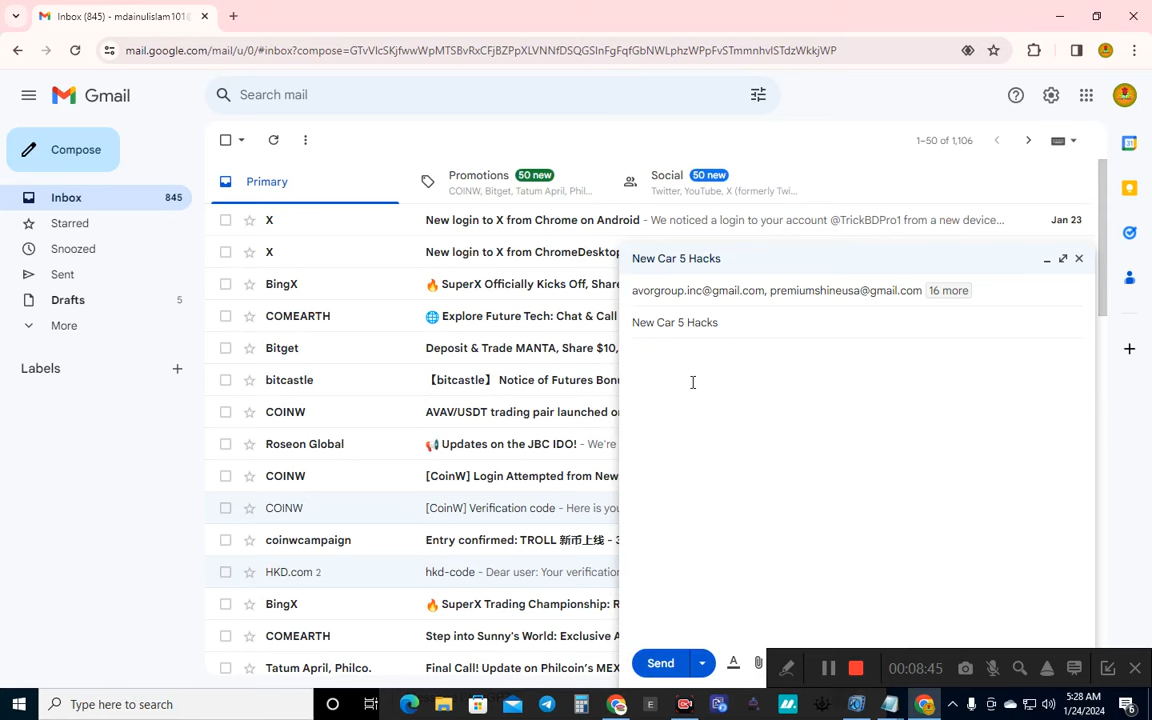 Inbox (845) - mdainulislam101@
mail.google.com/mail/u/0/#inbox?compose=GTvVlcSKjfwwWpMTSBvRxCFjBZPpXLVNNfDSQGSlnFgFqfGbNWLphzWPpFvSTmmnhvlSTdzWkkjWP
Gmail
Search mail
Compose
1–50 of 1,106
Primary
Promotions 50 new
COINW, Bitget, Tatum April, Phil...
Social 50 new
Twitter, YouTube, X (formerly Twi...
Inbox 845
Starred
Snoozed
Sent
Drafts 5
More
Labels
X New login to X from Chrome on Android - We noticed a login to your account @TrickBDPro1 from a new device... Jan 23
X New login to X from ChromeDesktop
BingX 🔥 SuperX Officially Kicks Off, Share
COMEARTH 🌐 Explore Future Tech: Chat & Call
Bitget Deposit & Trade MANTA, Share $10,
bitcastle 【bitcastle】 Notice of Futures Bonu
COINW AVAV/USDT trading pair launched o
Roseon Global 📢 Updates on the JBC IDO! - We're
COINW [CoinW] Login Attempted from New
COINW [CoinW] Verification code - Here is you
coinwcampaign Entry confirmed: TROLL 新币上线 - 3
HKD.com 2 hkd-code - Dear user: Your verification
BingX 🔥 SuperX Trading Championship: R
COMEARTH Step into Sunny's World: Exclusive A
Tatum April, Philco. Final Call! Update on Philcoin's MEX
New Car 5 Hacks
avorgroup.inc@gmail.com, premiumshineusa@gmail.com 16 more
New Car 5 Hacks
Send
00:08:45
Type here to search
5:28 AM
1/24/2024
6